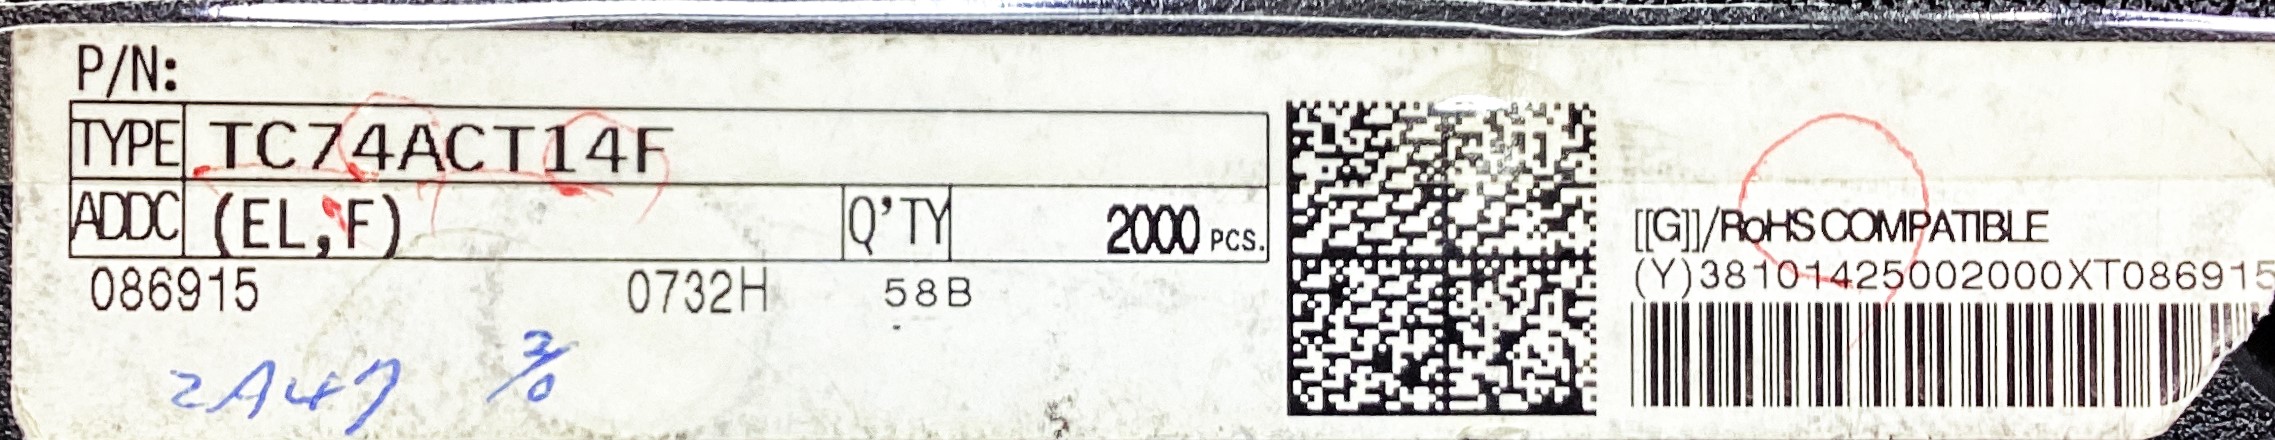 P/N:
TYPE TC74ACT14F
ADDC (EL,F) Q'TY 2000 PCS.
086915 0732H 58B
2A47
[[G]]/RoHS COMPATIBLE
(Y)38101425002000XT086915